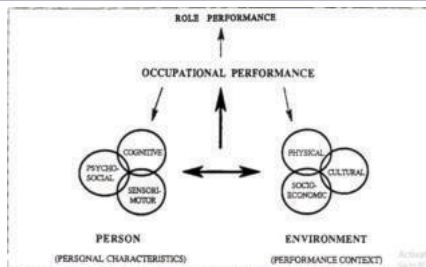 ROLE PERFORMANCE
OCCUPATIONAL PERFORMANCE
COGNITIVE
PSYCHO-
SOCIAL
SENSORI-
MOTOR
PHYSICAL
CULTURAL
SOCIO-
ECONOMIC
PERSON
(PERSONAL CHARACTERISTICS)
ENVIRONMENT
(PERFORMANCE CONTEXT)